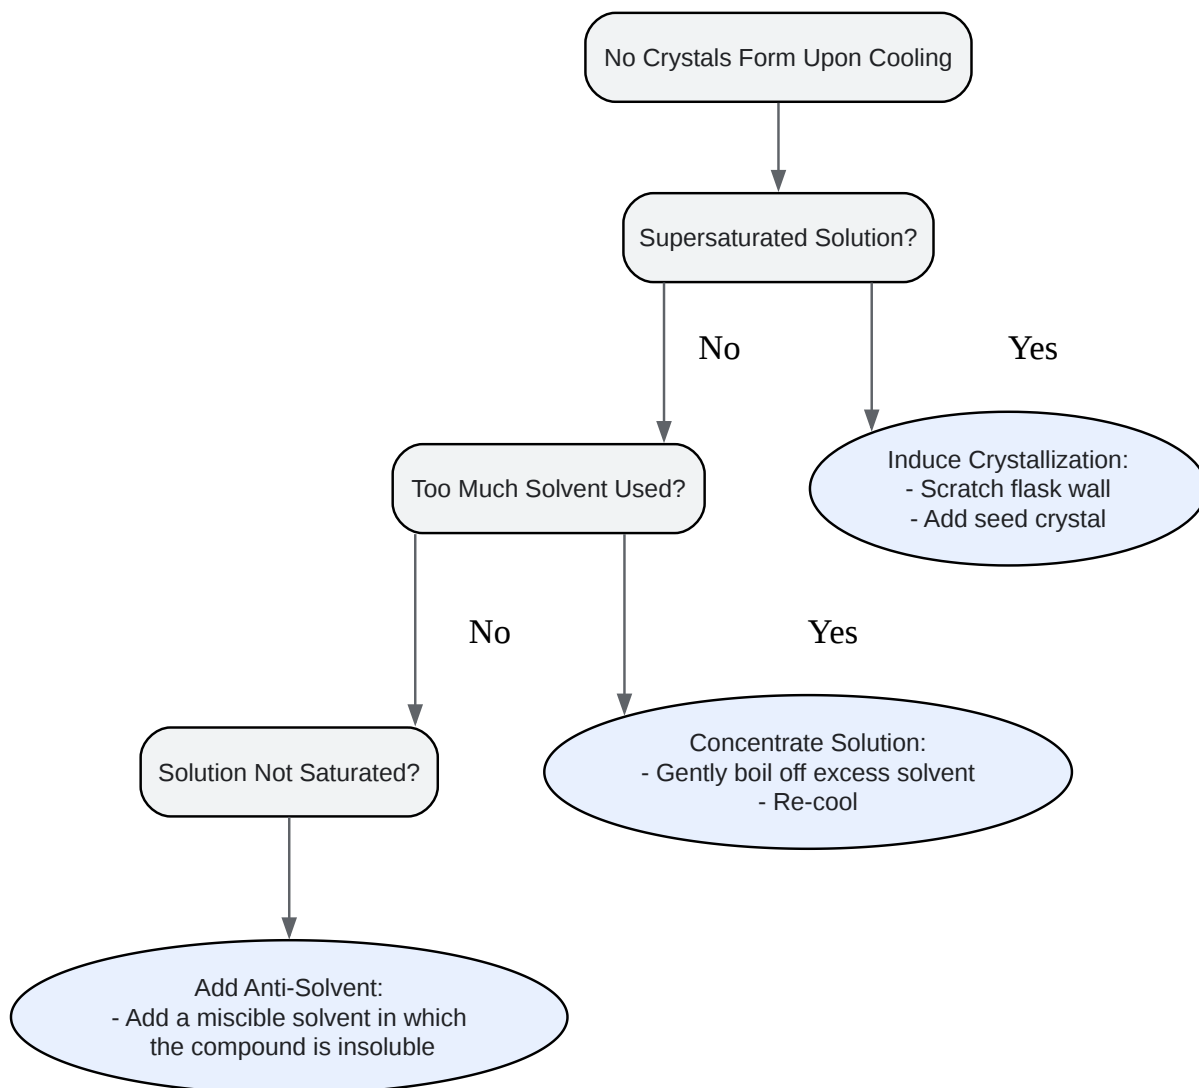 No Crystals Form Upon Cooling
Supersaturated Solution?
No
Yes
Induce Crystallization:
- Scratch flask wall
- Add seed crystal
Too Much Solvent Used?
No
Yes
Concentrate Solution:
- Gently boil off excess solvent
- Re-cool
Solution Not Saturated?
Add Anti-Solvent:
- Add a miscible solvent in which
the compound is insoluble